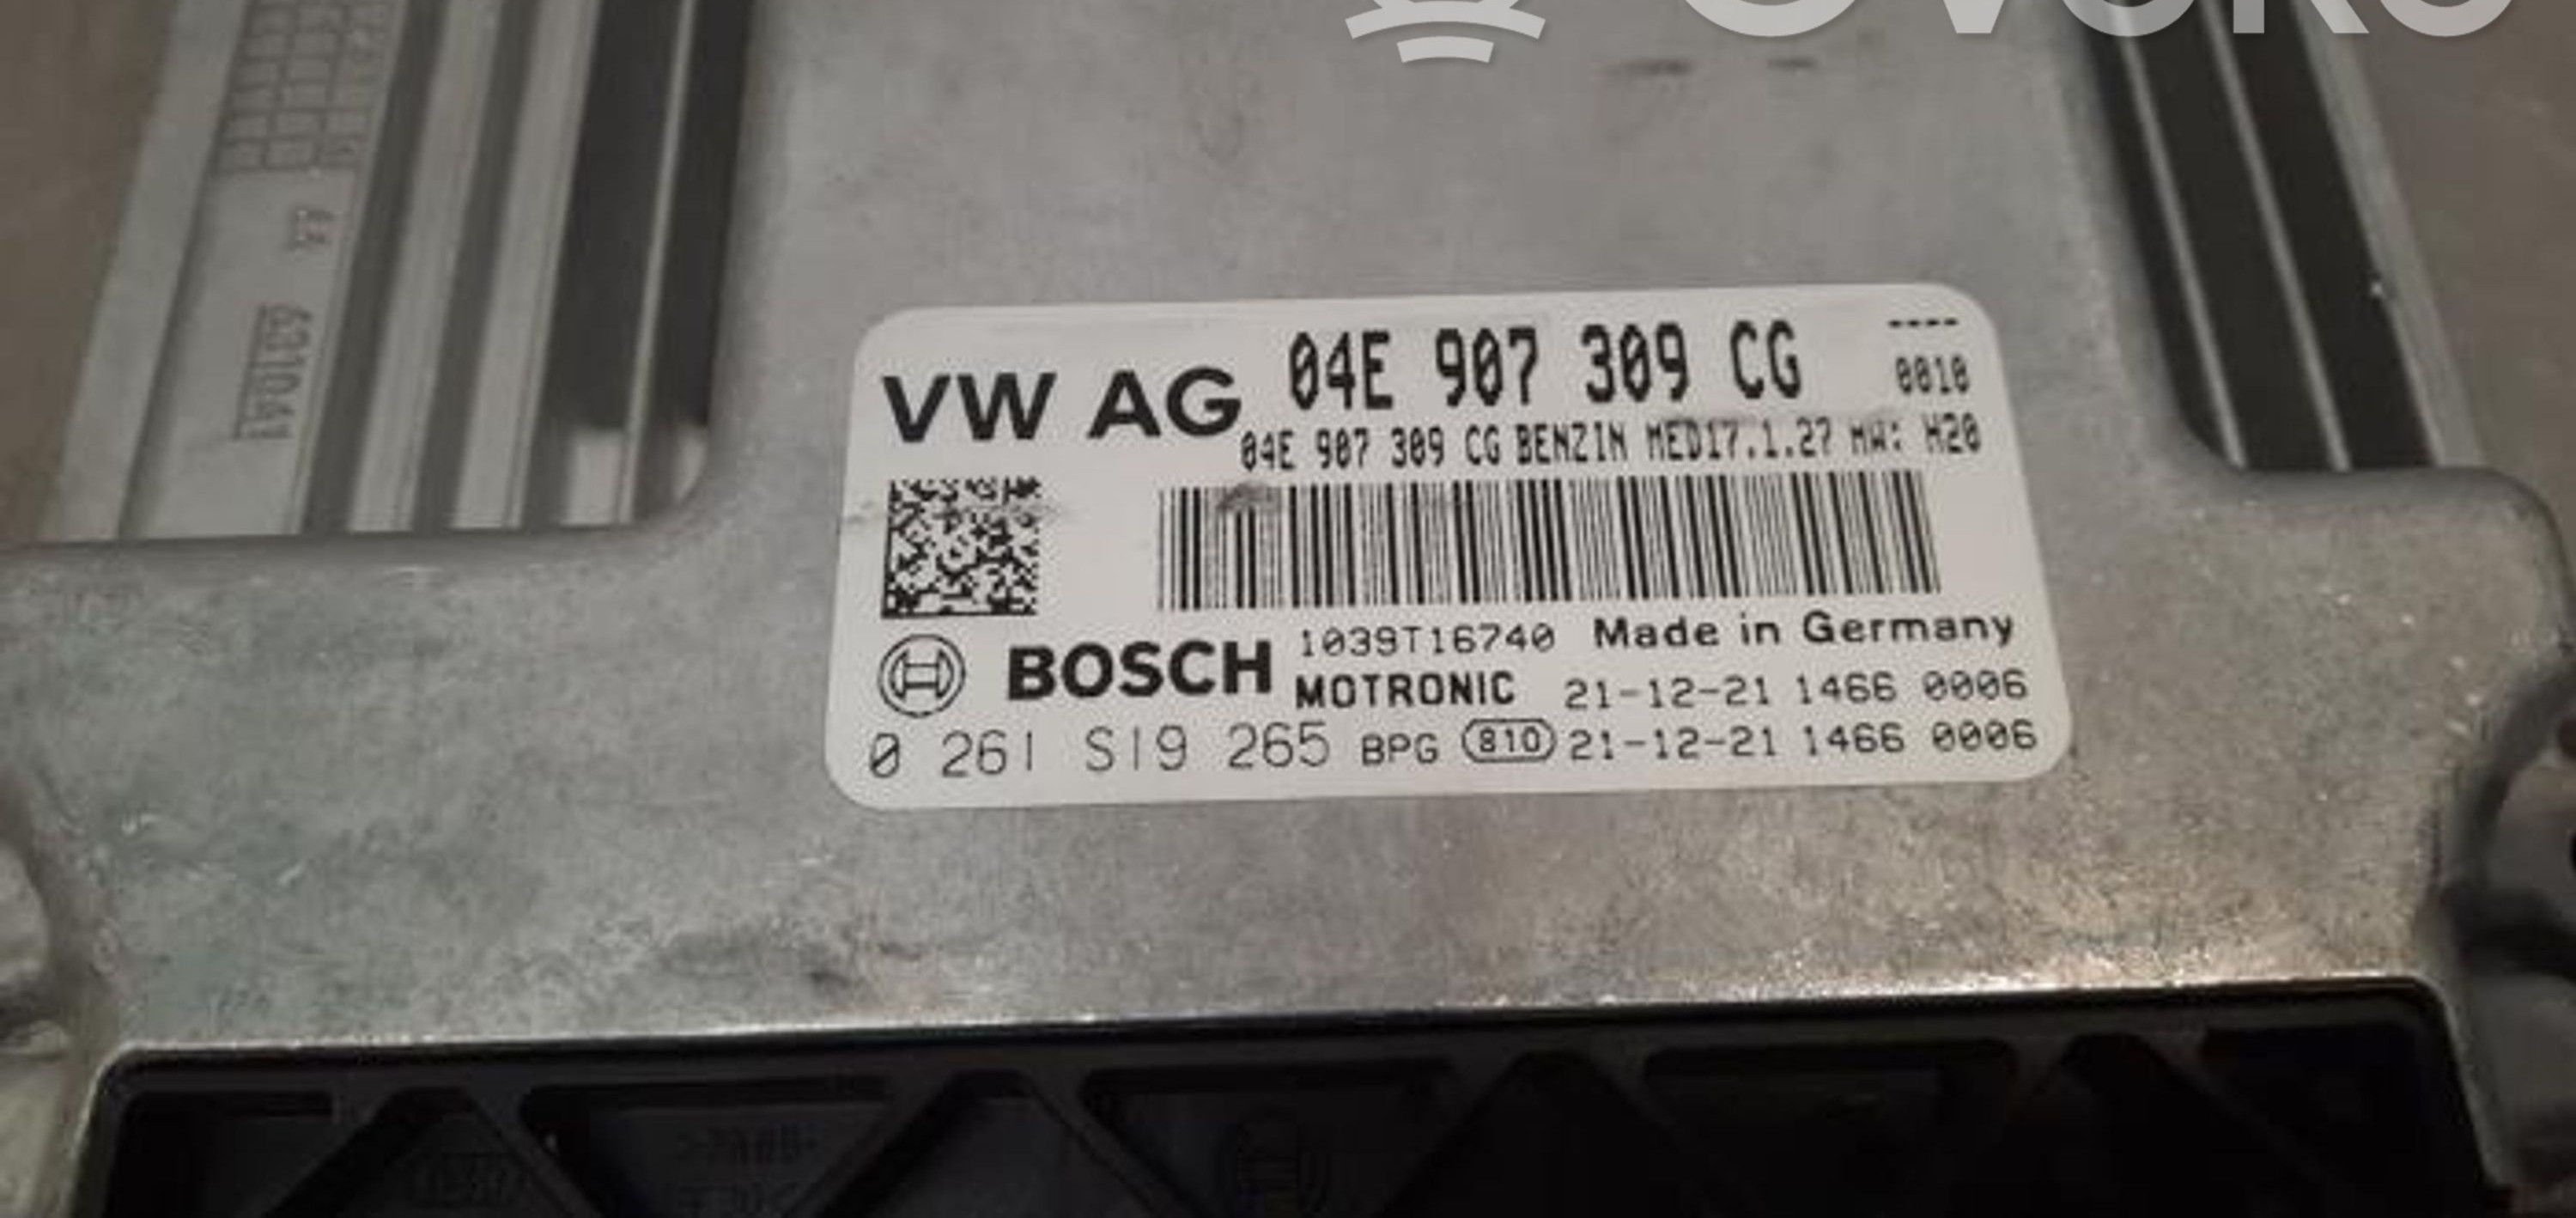 VW AG 04E 907 309 CG ----
0010
04E 907 309 CG BENZIN MED17.1.27 MW: H20
BOSCH 1039T16740 Made in Germany
MOTRONIC 21-12-21 1466 0006
0 261 S19 265 BPG 810 21-12-21 1466 0006